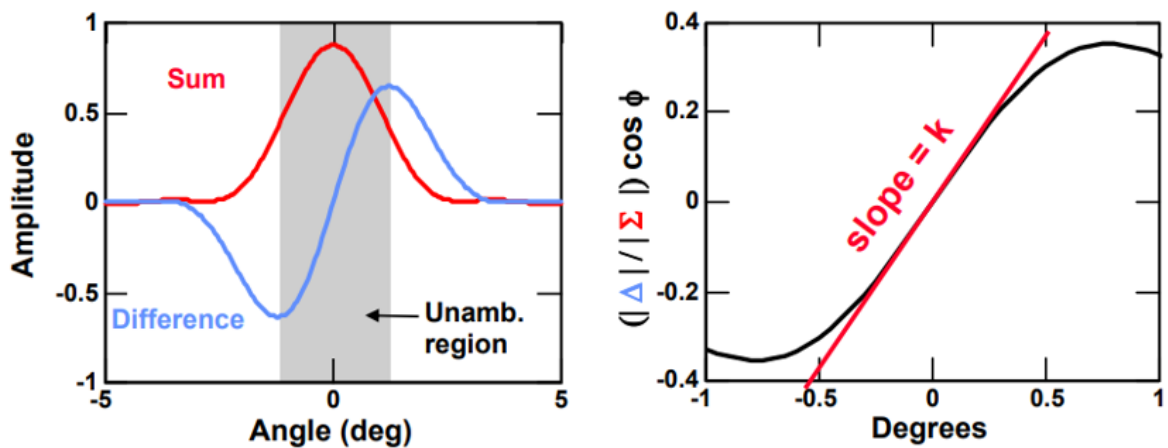 1
0.5
0
-0.5
-1
-5
0
5
Amplitude
Angle (deg)
Sum
Difference
Unamb.
region
0.4
0.2
0
-0.2
-0.4
-1
-0.5
0
0.5
1
(|Δ|/|Σ|) cos ϕ
Degrees
slope = k